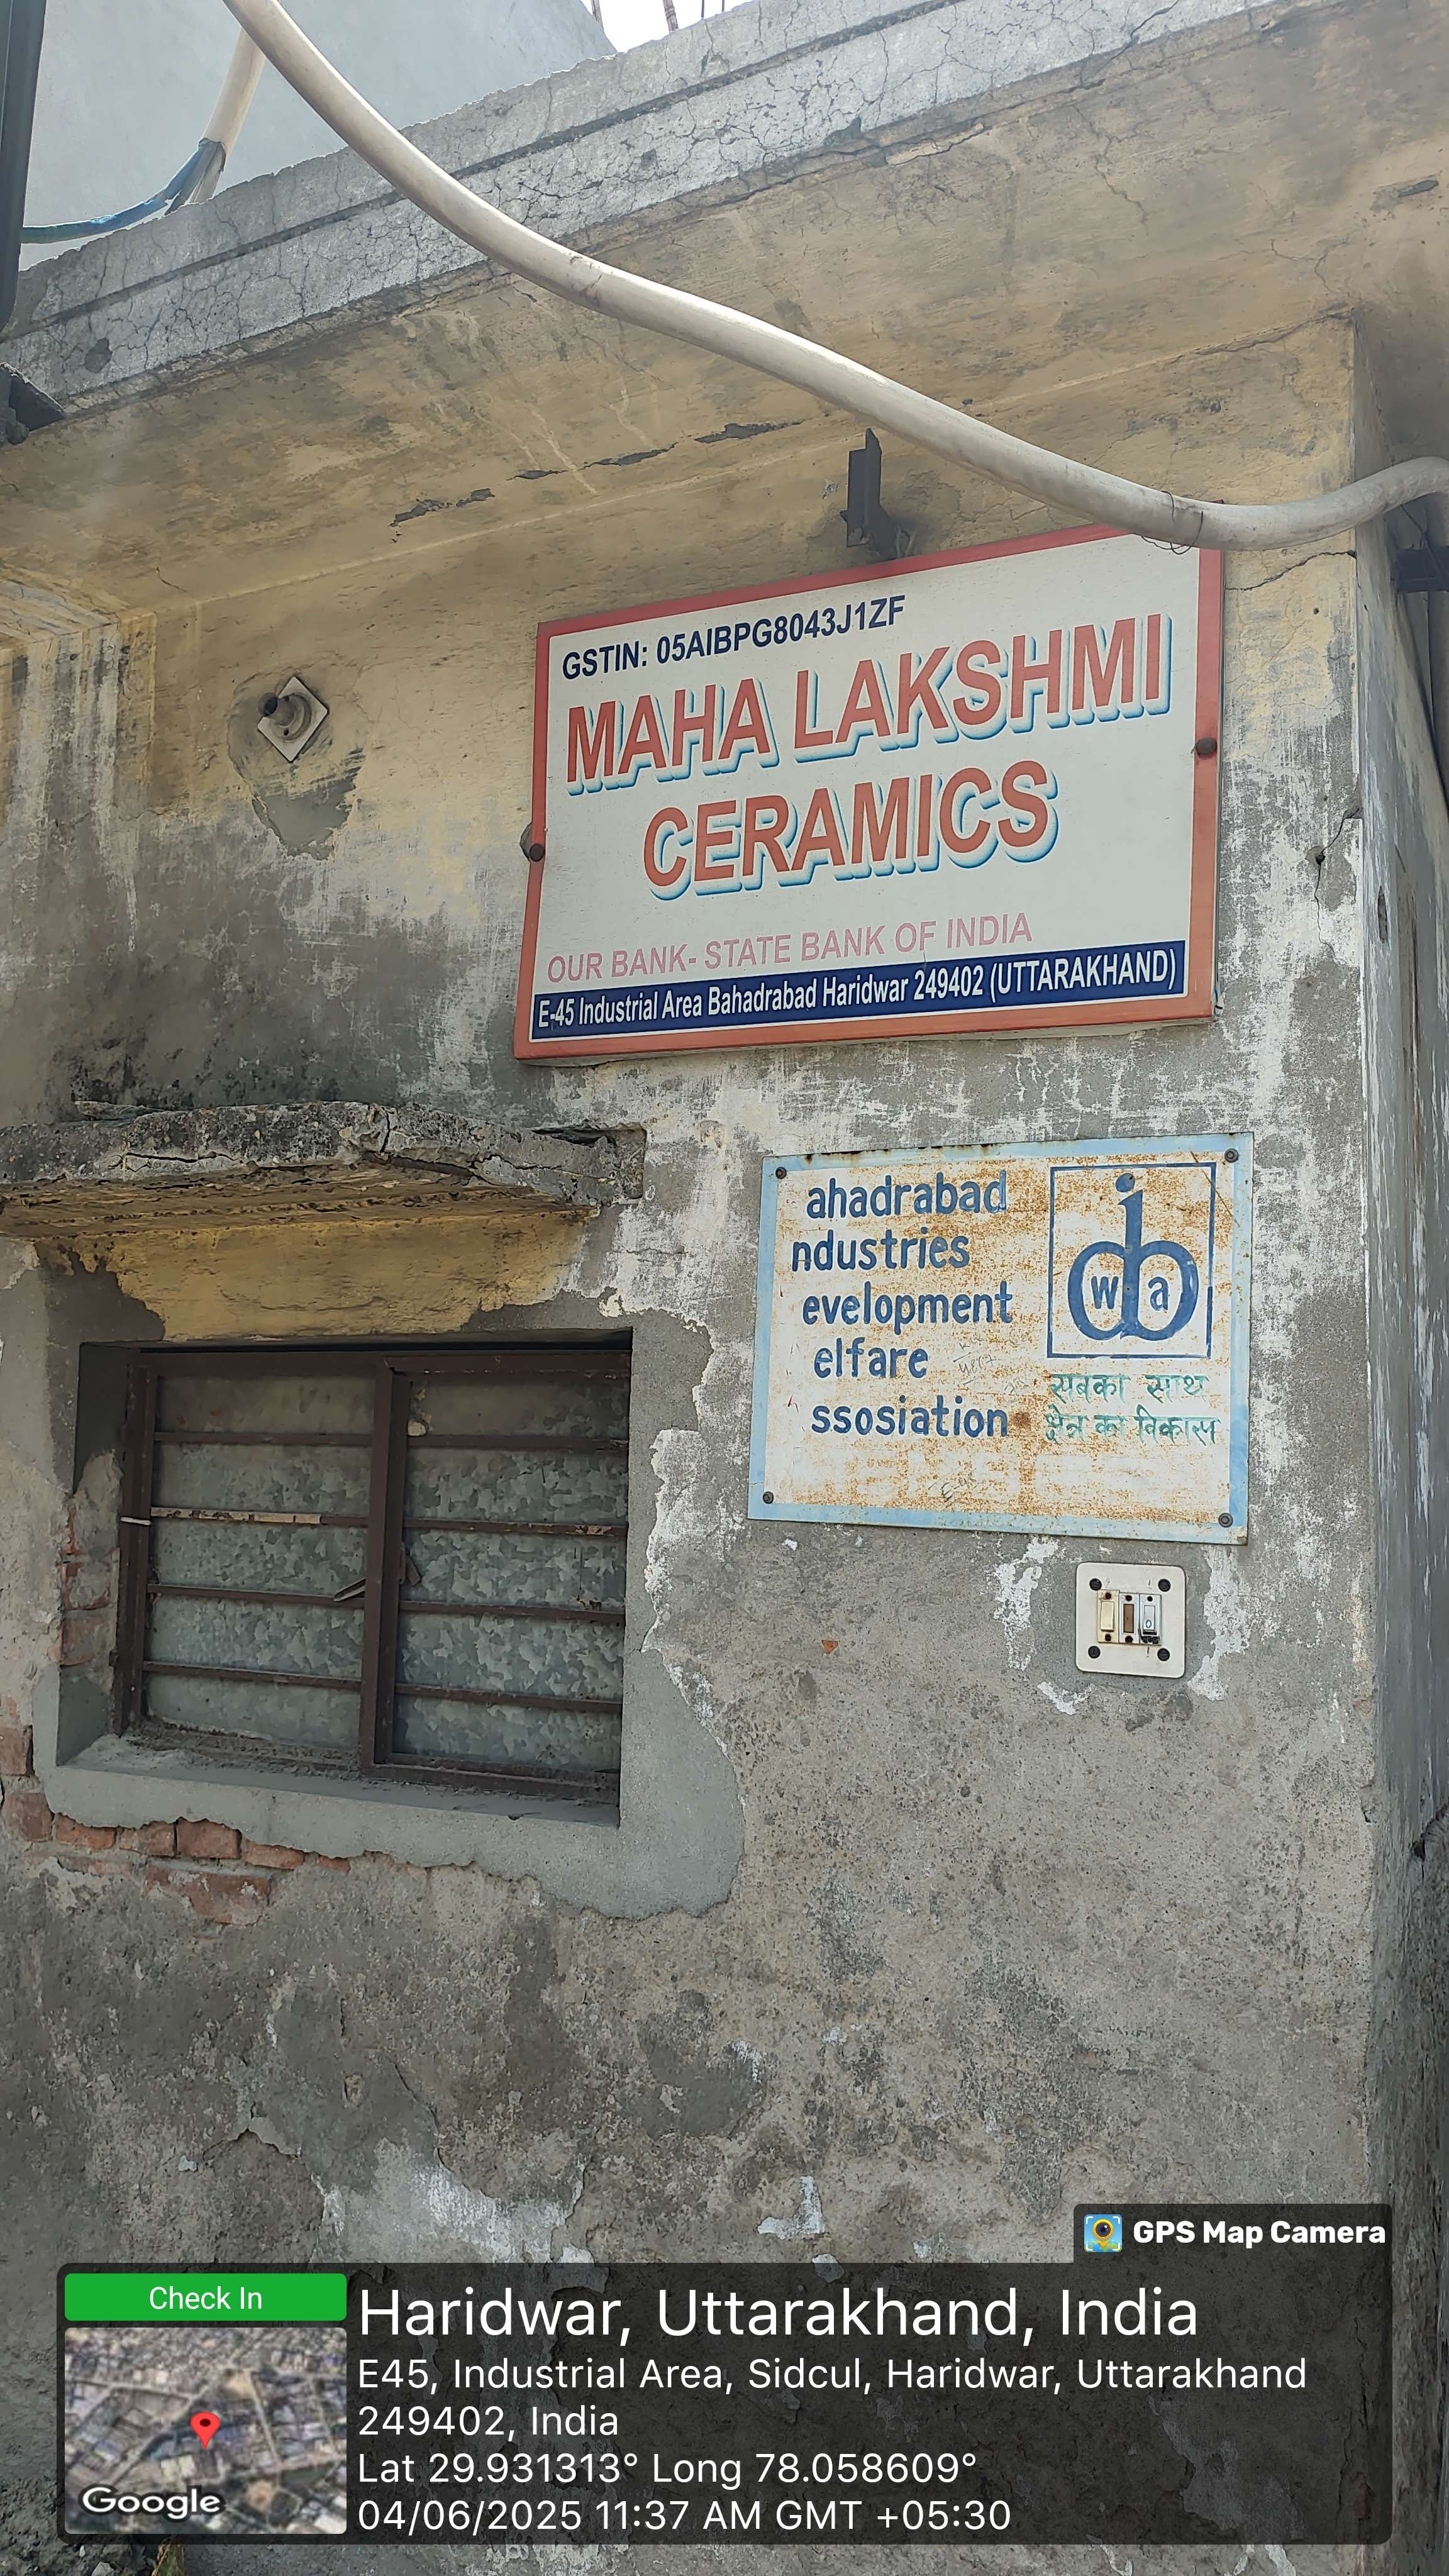 GSTIN: 05AIBPG8043J1ZF
MAHA LAKSHMI
CERAMICS
OUR BANK- STATE BANK OF INDIA
E-45 Industrial Area Bahadrabad Haridwar 249402 (UTTARAKHAND)
ahadrabad
ndustries
evelopment
elfare
ssosiation
ib
w a
सबका साथ
क्षेत्र का विकास
GPS Map Camera
Check In
Google
Haridwar, Uttarakhand, India
E45, Industrial Area, Sidcul, Haridwar, Uttarakhand
249402, India
Lat 29.931313° Long 78.058609°
04/06/2025 11:37 AM GMT +05:30